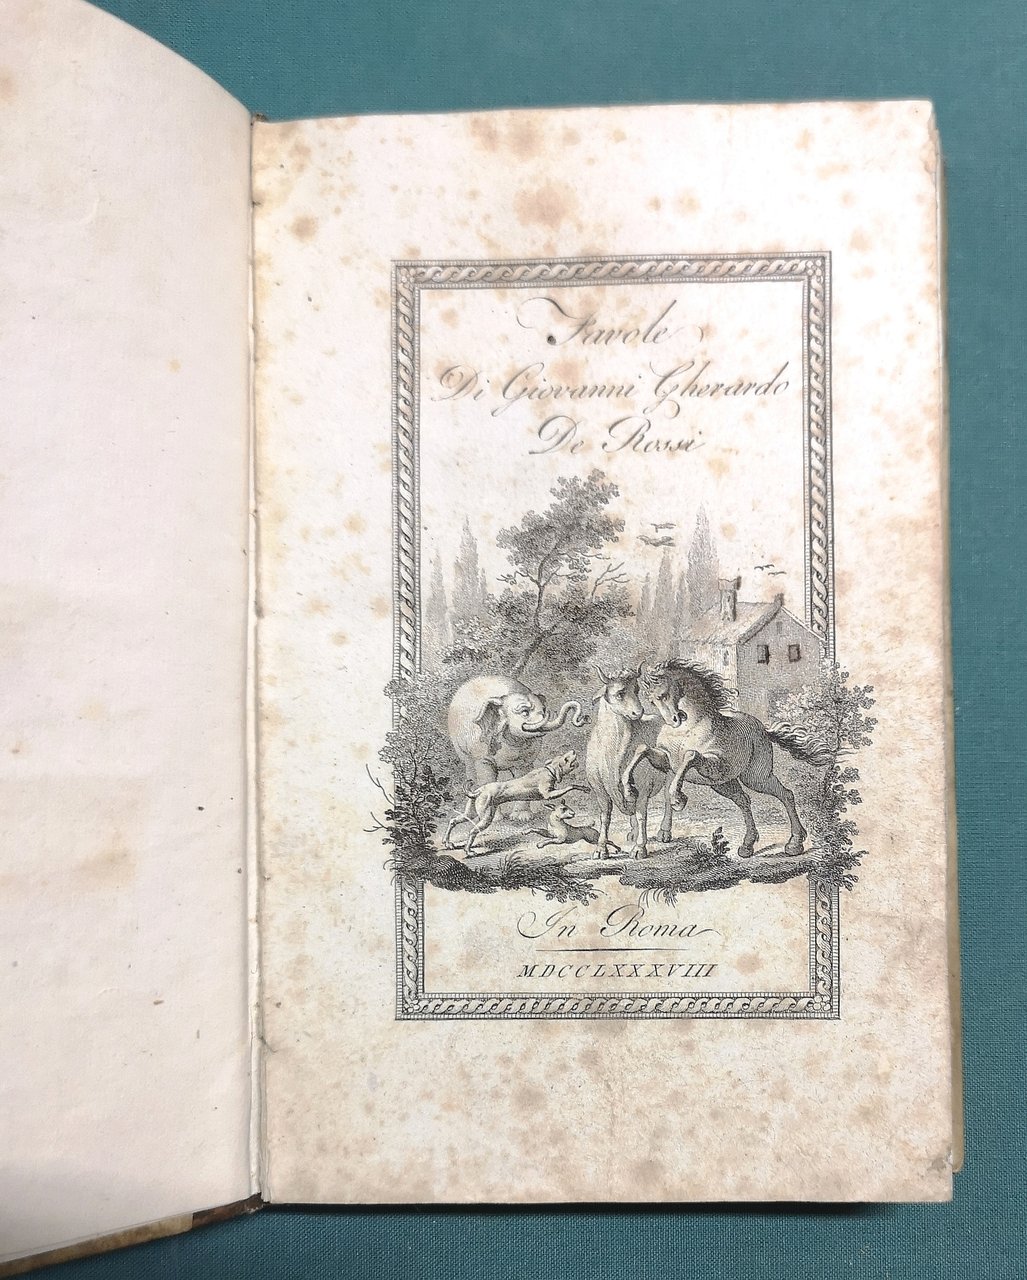 Favole
Di Giovanni Gherardo
De Rossi
In Roma
MDCCLXXXVIII